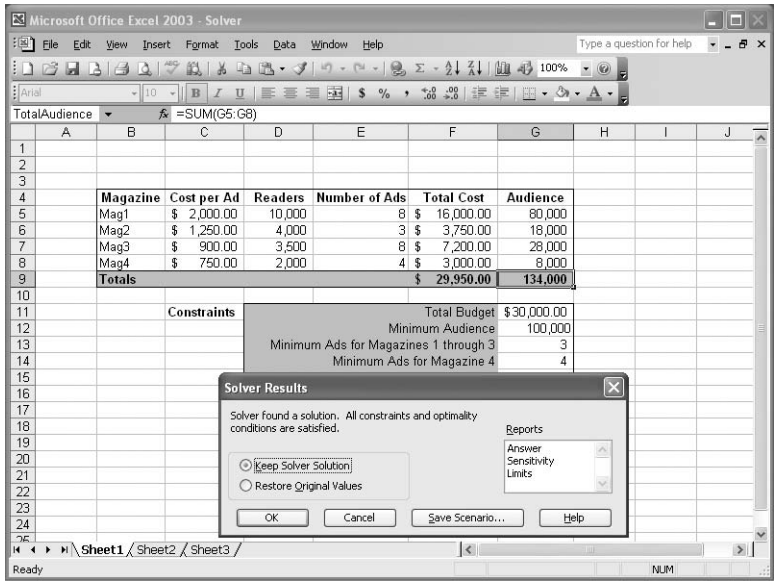 Microsoft Office Excel 2003 - Solver
File Edit View Insert Format Tools Data Window Help Type a question for help
100%
Arial 10 B I U $ % , A
TotalAudience fx =SUM(G5:G8)
A B C D E F G H I J
1
2
3
4 Magazine Cost per Ad Readers Number of Ads Total Cost Audience
5 Mag1 $ 2,000.00 10,000 8 $ 16,000.00 80,000
6 Mag2 $ 1,250.00 4,000 3 $ 3,750.00 18,000
7 Mag3 $ 900.00 3,500 8 $ 7,200.00 28,000
8 Mag4 $ 750.00 2,000 4 $ 3,000.00 8,000
9 Totals $ 29,950.00 134,000
10
11 Constraints Total Budget $30,000.00
12 Minimum Audience 100,000
13 Minimum Ads for Magazines 1 through 3 3
14 Minimum Ads for Magazine 4 4
15
16
17
18
19
20
21
22
23
24
25
Solver Results
Solver found a solution. All constraints and optimality
conditions are satisfied.
Reports
Answer
Sensitivity
Limits
Keep Solver Solution
Restore Original Values
OK Cancel Save Scenario... Help
Sheet1 Sheet2 Sheet3
Ready NUM